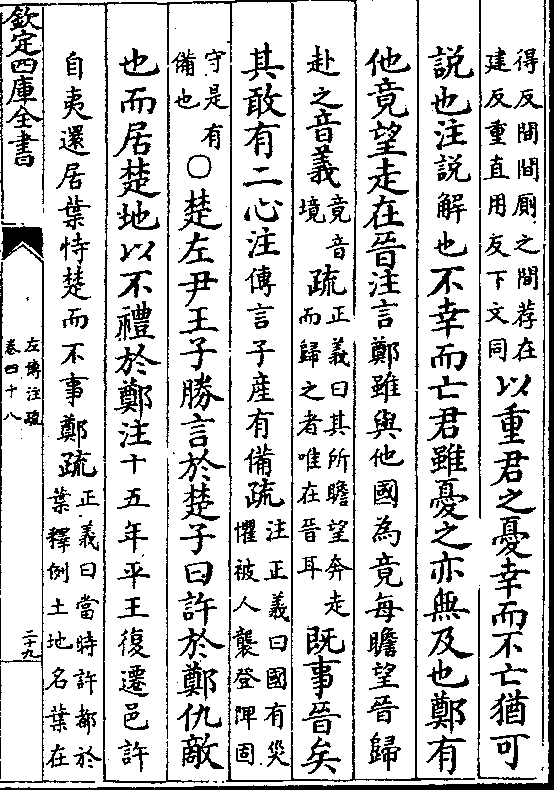 得反間間厠之間荐在
建反重直用友下文同
以重君之憂幸而不亡猶可
説也注説解也不幸而亡君雖憂之亦無及也鄭有
他竟望走在晉注言鄭雖與他國為竟每瞻望晉歸
赴之音義
竟音
境
疏
正義曰其所瞻望奔走
而歸之者唯在晉耳
既事晉矣
其敢有二心注傳言子産有備疏
注正義曰國有災
懼被人襲登陴固
守是有
備也
○楚左尹王子勝言於楚子曰許於鄭仇敵
也而居楚地以不禮於鄭注十五年平王復遷邑許
自夷還居葉恃楚而不事鄭疏
正義曰當時許都於
葉釋例土地名葉在
欽定四庫全書
左傳注疏
卷四十八
二十九